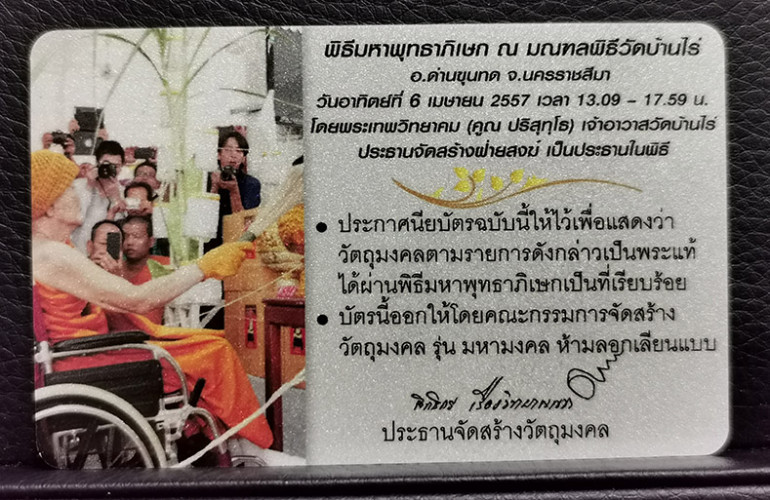 พิธีมหาพุทธาภิเษก ณ มณฑลพิธีวัดบ้านไร่
อ.ด่านขุนทด จ.นครราชสีมา
วันอาทิตย์ที่ 6 เมษายน 2557 เวลา 13.09 - 17.59 น.
โดยพระเทพวิทยาคม (คูณ ปริสุทฺโธ) เจ้าอาวาสวัดบ้านไร่
ประธานจัดสร้างฝ่ายสงฆ์ เป็นประธานในพิธี
• ประกาศนียบัตรฉบับนี้ให้ไว้เพื่อแสดงว่า
วัตถุมงคลตามรายการดังกล่าวเป็นพระแท้
ได้ผ่านพิธีมหาพุทธาภิเษกเป็นที่เรียบร้อย
• บัตรนี้ออกให้โดยคณะกรรมการจัดสร้าง
วัตถุมงคล รุ่น มหามงคล ห้ามลอกเลียนแบบ
ประธานจัดสร้างวัตถุมงคล